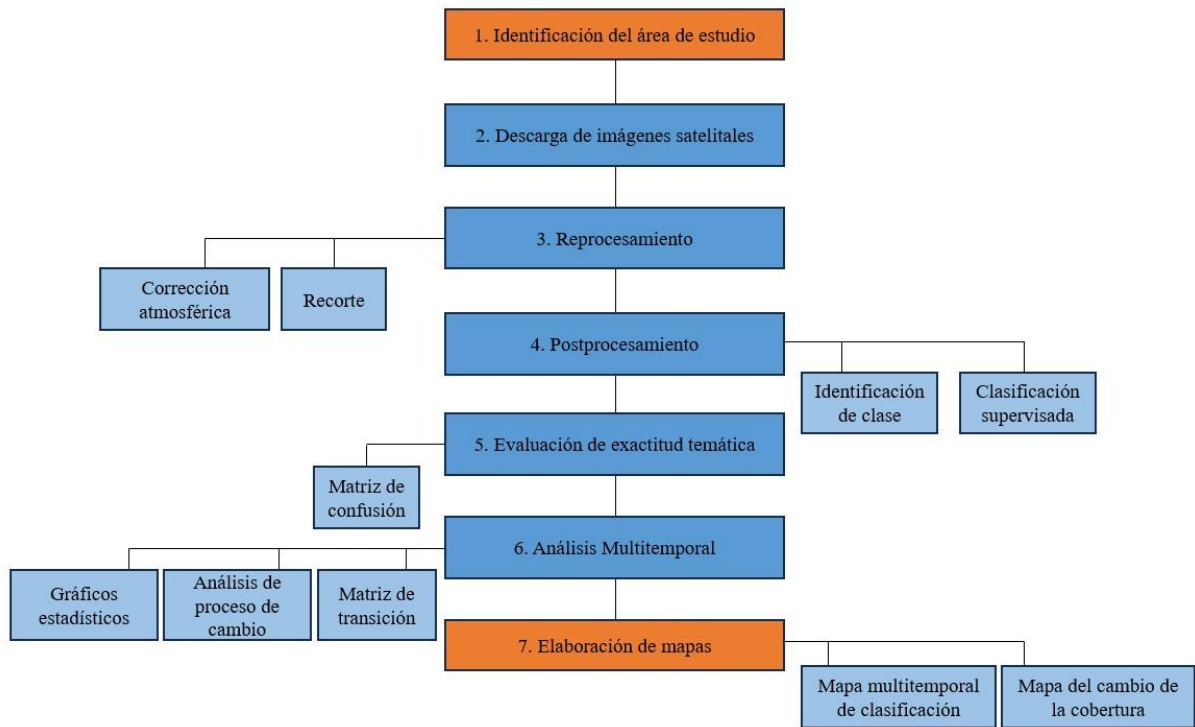 1. Identificación del área de estudio
2. Descarga de imágenes satelitales
3. Reprocesamiento
Corrección
atmosférica
Recorte
4. Postprocesamiento
Identificación
de clase
Clasificación
supervisada
5. Evaluación de exactitud temática
Matriz de
confusión
6. Análisis Multitemporal
Gráficos
estadísticos
Análisis de
proceso de
cambio
Matriz de
transición
7. Elaboración de mapas
Mapa multitemporal
de clasificación
Mapa del cambio de
la cobertura